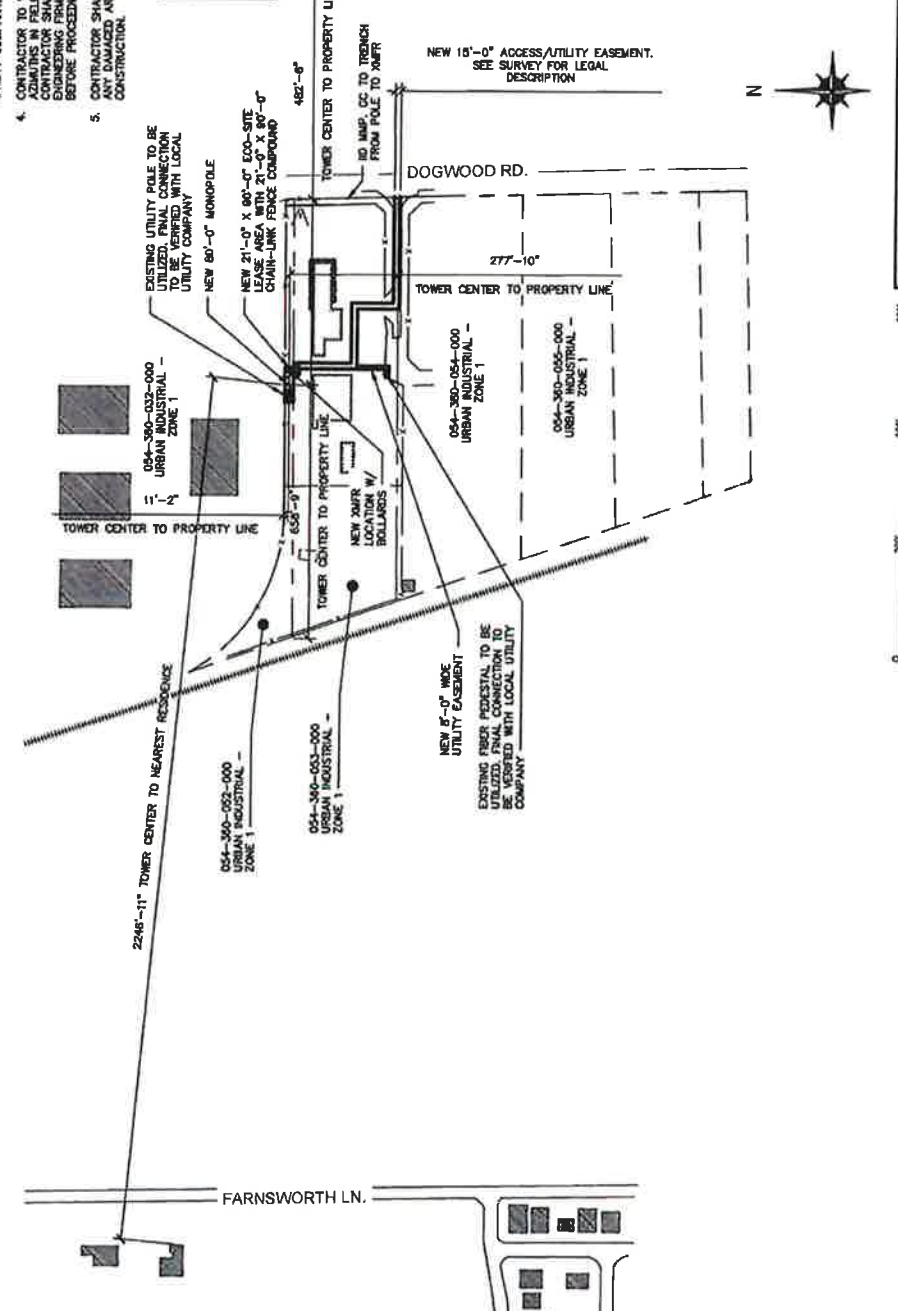 4. CONTRACTOR TO
AZIMUTHS IN FIEL
CONTRACTOR SHA
ENGINEERING FIRM
BEFORE PROCEED
5. CONTRACTOR SHA
ANY DAMAGED AR
CONSTRUCTION.
NEW 15'-0" ACCESS/UTILITY EASEMENT.
SEE SURVEY FOR LEGAL
DESCRIPTION
N
DOGWOOD RD.
482'-6"
TOWER CENTER TO PROPERTY LI
IID MMP. GC TO TRENCH
FROM POLE TO XMFR
EXISTING UTILITY POLE TO BE
UTILIZED, FINAL CONNECTION
TO BE VERIFIED WITH LOCAL
UTILITY COMPANY
NEW 80'-0" MONOPOLE
NEW 21'-0" X 90'-0" ECO-SITE
LEASE AREA WITH 21'-0" X 90'-0"
CHAIN-LINK FENCE COMPOUND
277'-10"
TOWER CENTER TO PROPERTY LINE
054-360-032-000
URBAN INDUSTRIAL -
ZONE 1
054-360-054-000
URBAN INDUSTRIAL -
ZONE 1
054-360-055-000
URBAN INDUSTRIAL -
ZONE 1
11'-2"
TOWER CENTER TO PROPERTY LINE
TOWER CENTER TO PROPERTY LINE
NEW XMFR
LOCATION W/
BOLLARDS
2246'-11" TOWER CENTER TO NEAREST RESIDENCE
054-360-052-000
URBAN INDUSTRIAL -
ZONE 1
054-360-053-000
URBAN INDUSTRIAL -
ZONE 1
NEW 8'-0" WIDE
UTILITY EASEMENT
EXISTING FIBER PEDESTAL TO BE
UTILIZED, FINAL CONNECTION TO
BE VERIFIED WITH LOCAL UTILITY
COMPANY
FARNSWORTH LN.
0